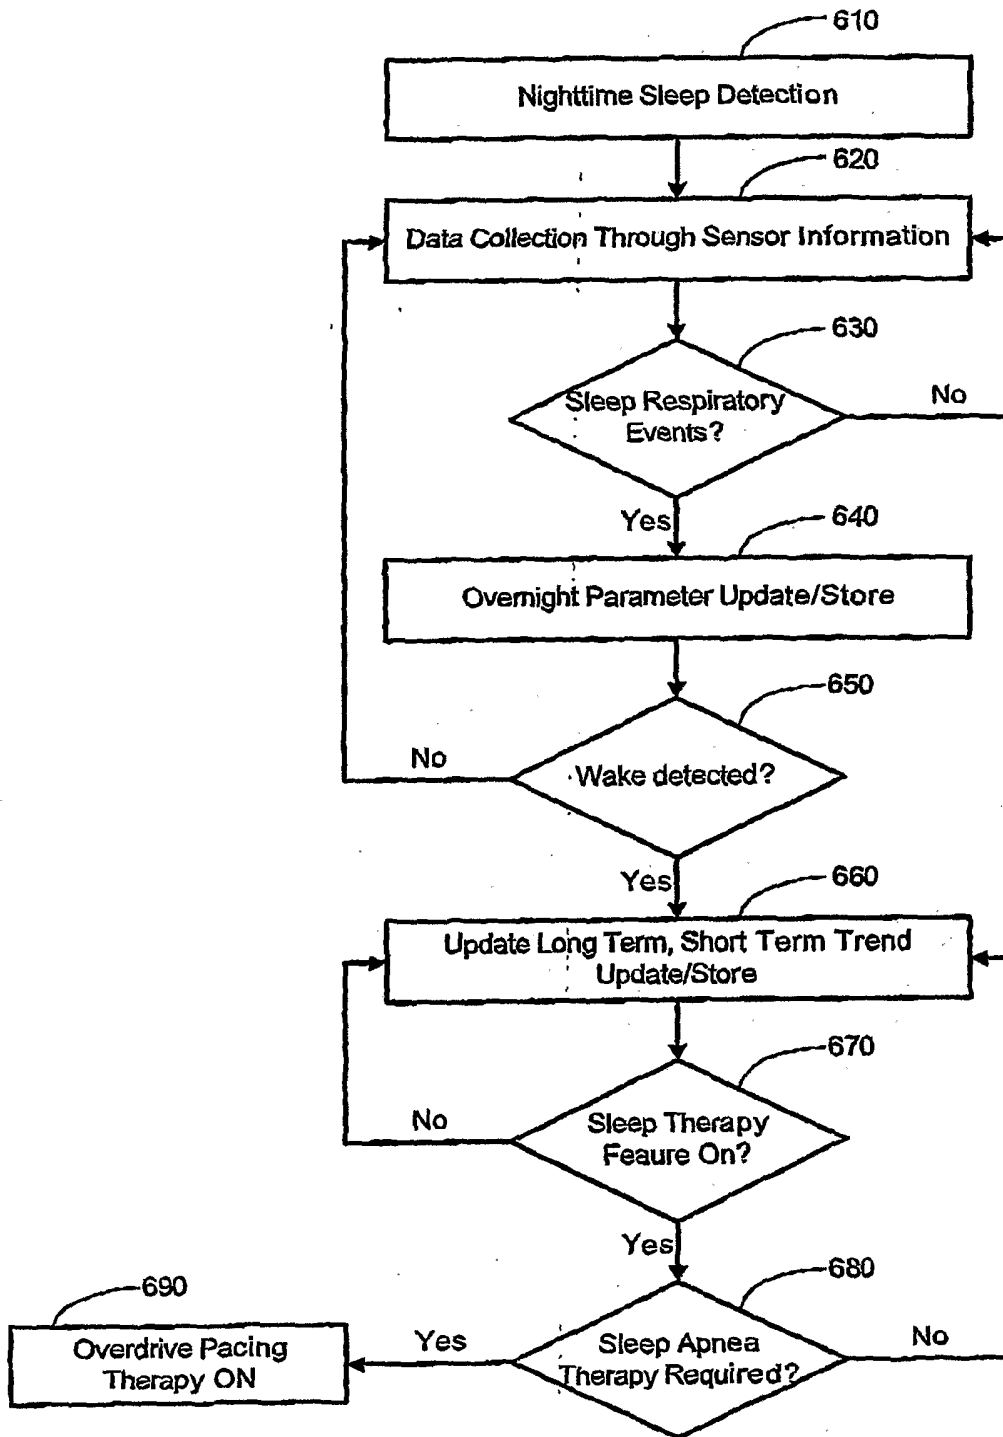 610
Nighttime Sleep Detection
620
Data Collection Through Sensor Information
630
Sleep Respiratory
Events?
No
Yes
640
Overnight Parameter Update/Store
650
Wake detected?
No
Yes
660
Update Long Term, Short Term Trend
Update/Store
670
Sleep Therapy
Feaure On?
No
Yes
680
Sleep Apnea
Therapy Required?
No
Yes
690
Overdrive Pacing
Therapy ON